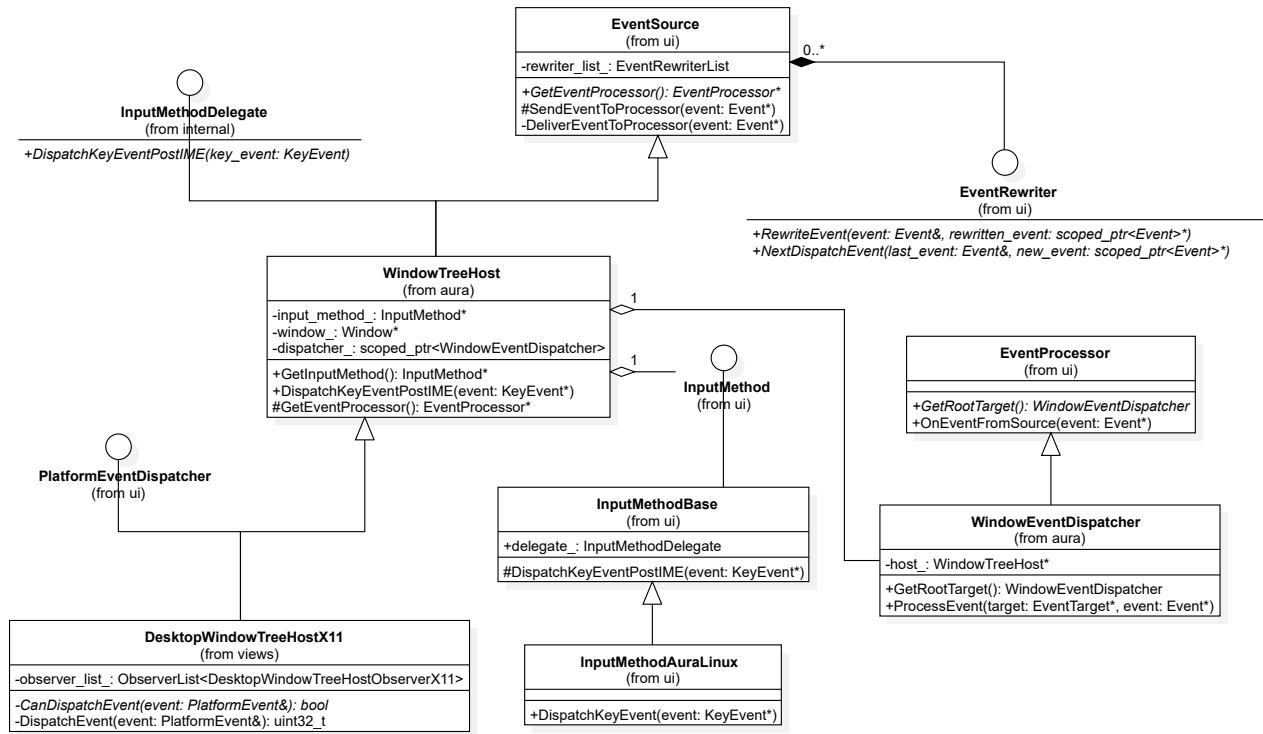 EventSource
(from ui)
-rewriter_list_: EventRewriterList
+GetEventProcessor(): EventProcessor*
#SendEventToProcessor(event: Event*)
-DeliverEventToProcessor(event: Event*)
0..*
InputMethodDelegate
(from internal)
+DispatchKeyEventPostIME(key_event: KeyEvent)
EventRewriter
(from ui)
+RewriteEvent(event: Event&, rewritten_event: scoped_ptr<Event>*)
+NextDispatchEvent(last_event: Event&, new_event: scoped_ptr<Event>*)
WindowTreeHost
(from aura)
-input_method_: InputMethod*
-window_: Window*
-dispatcher_: scoped_ptr<WindowEventDispatcher>
+GetInputMethod(): InputMethod*
+DispatchKeyEventPostIME(event: KeyEvent*)
#GetEventProcessor(): EventProcessor*
1
1
InputMethod
(from ui)
EventProcessor
(from ui)
+GetRootTarget(): WindowEventDispatcher
+OnEventFromSource(event: Event*)
PlatformEventDispatcher
(from ui)
InputMethodBase
(from ui)
+delegate_: InputMethodDelegate
#DispatchKeyEventPostIME(event: KeyEvent*)
WindowEventDispatcher
(from aura)
-host_: WindowTreeHost*
+GetRootTarget(): WindowEventDispatcher
+ProcessEvent(target: EventTarget*, event: Event*)
DesktopWindowTreeHostX11
(from views)
-observer_list_: ObserverList<DesktopWindowTreeHostObserverX11>
-CanDispatchEvent(event: PlatformEvent&): bool
-DispatchEvent(event: PlatformEvent&): uint32_t
InputMethodAuraLinux
(from ui)
+DispatchKeyEvent(event: KeyEvent*)